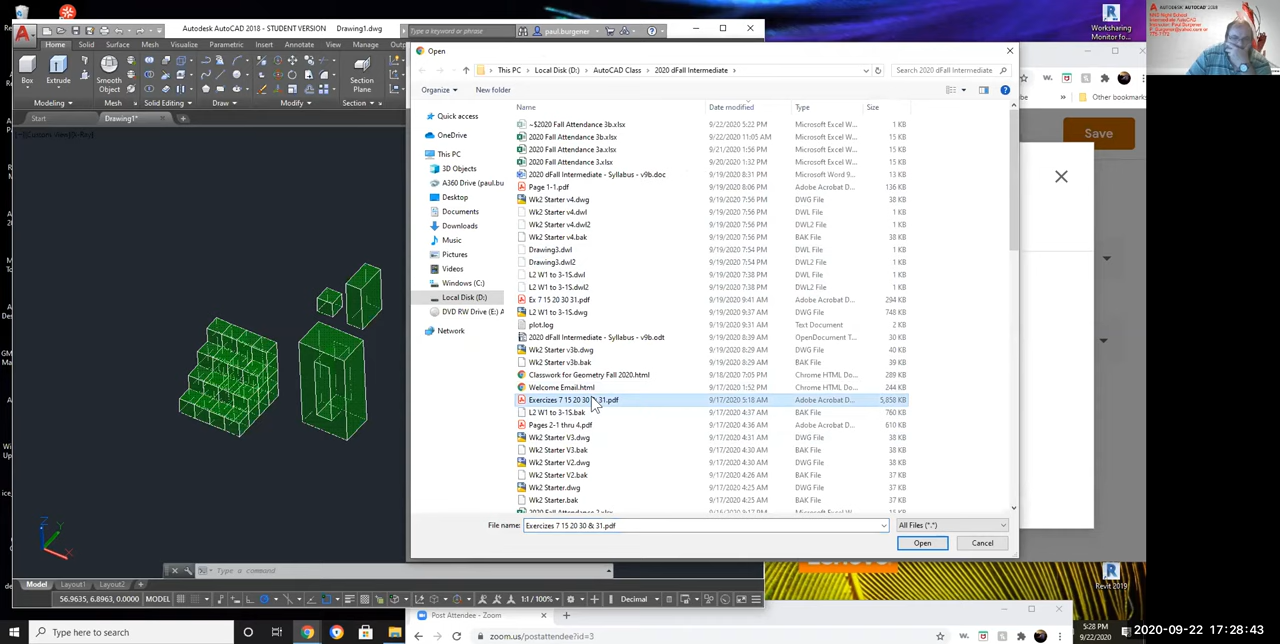 Autodesk AutoCAD 2018 - STUDENT VERSION Drawing1.dwg
Type a keyword or phrase
paul.burgener...
Home Solid Surface Mesh Visualize Parametric Insert Annotate View Manage
Box
Extrude
Smooth
Object
Section
Plane
Modeling
Mesh
Solid Editing
Draw
Modify
Section
Start
Drawing1*
Open
This PC
Local Disk (D:)
AutoCAD Class
2020 dFall Intermediate
Search 2020 dFall Intermediate
Organize
New folder
Name
Date modified
Type
Size
Quick access
OneDrive
This PC
3D Objects
A360 Drive (paul.bu
Desktop
Documents
Downloads
Music
Pictures
Videos
Windows (C:)
Local Disk (D:)
DVD RW Drive (E:) A
Network
~$2020 Fall Attendance 3b.xlsx 9/22/2020 5:22 PM Microsoft Excel W... 1 KB
2020 Fall Attendance 3b.xlsx 9/22/2020 11:05 AM Microsoft Excel W... 15 KB
2020 Fall Attendance 3a.xlsx 9/21/2020 1:16 PM Microsoft Excel W... 15 KB
2020 Fall Attendance 3.xlsx 9/20/2020 1:32 PM Microsoft Excel W... 15 KB
2020 dFall Intermediate - Syllabus - v9b.doc 9/19/2020 8:31 PM Microsoft Word 9... 13 KB
Page 1-1.pdf 9/19/2020 8:06 PM Adobe Acrobat D... 136 KB
Wk2 Starter v4.dwg 9/19/2020 7:56 PM DWG File 38 KB
Wk2 Starter v4.dwl 9/19/2020 7:56 PM DWL File 1 KB
Wk2 Starter v4.dwl2 9/19/2020 7:56 PM DWL2 File 1 KB
Wk2 Starter v4.bak 9/19/2020 7:56 PM BAK File 37 KB
Drawing3.dwl 9/19/2020 7:54 PM DWL File 1 KB
Drawing3.dwl2 9/19/2020 7:54 PM DWL2 File 1 KB
L2 W1 to 3-1S.dwl 9/19/2020 7:38 PM DWL File 1 KB
L2 W1 to 3-1S.dwl2 9/19/2020 7:38 PM DWL2 File 1 KB
Ex 7 15 20 30 31.pdf 9/19/2020 9:41 AM Adobe Acrobat D... 294 KB
L2 W1 to 3-1S.dwg 9/19/2020 9:37 AM DWG File 748 KB
plot.log 9/19/2020 9:31 AM Text Document 2 KB
2020 dFall Intermediate - Syllabus - v9b.odt 9/19/2020 8:39 AM OpenDocument T... 30 KB
Wk2 Starter v3b.dwg 9/19/2020 8:29 AM DWG File 40 KB
Wk2 Starter v3b.bak 9/19/2020 8:29 AM BAK File 39 KB
Classwork for Geometry Fall 2020.html 9/18/2020 7:05 PM Chrome HTML Do... 289 KB
Welcome Email.html 9/17/2020 1:52 PM Chrome HTML Do... 244 KB
Exercizes 7 15 20 30 31.pdf 9/17/2020 5:18 AM Adobe Acrobat D... 5,858 KB
L2 W1 to 3-1S.bak 9/17/2020 4:37 AM BAK File 760 KB
Pages 2-1 thru 4.pdf 9/17/2020 4:36 AM Adobe Acrobat D... 610 KB
Wk2 Starter V3.dwg 9/17/2020 4:31 AM DWG File 38 KB
Wk2 Starter V3.bak 9/17/2020 4:30 AM BAK File 38 KB
Wk2 Starter V2.dwg 9/17/2020 4:30 AM DWG File 38 KB
Wk2 Starter V2.bak 9/17/2020 4:26 AM BAK File 37 KB
Wk2 Starter.dwg 9/17/2020 4:25 AM DWG File 37 KB
Wk2 Starter.bak 9/17/2020 4:25 AM BAK File 37 KB
File name:
Exercizes 7 15 20 30 & 31.pdf
All Files (*.*)
Open
Cancel
Save
Other bookmarks
Worksharing
Monitor fo...
Revit 2019
Z
Y
X
Type a command
Model
Layout1
Layout2
56.9635, 6.8963, 0.0000 MODEL
1:1 / 100%
Decimal
Post Attendee - Zoom
zoom.us/postattendee?id=3
Type here to search
5:28 PM
9/22/2020
2020-09-22 17:28:43